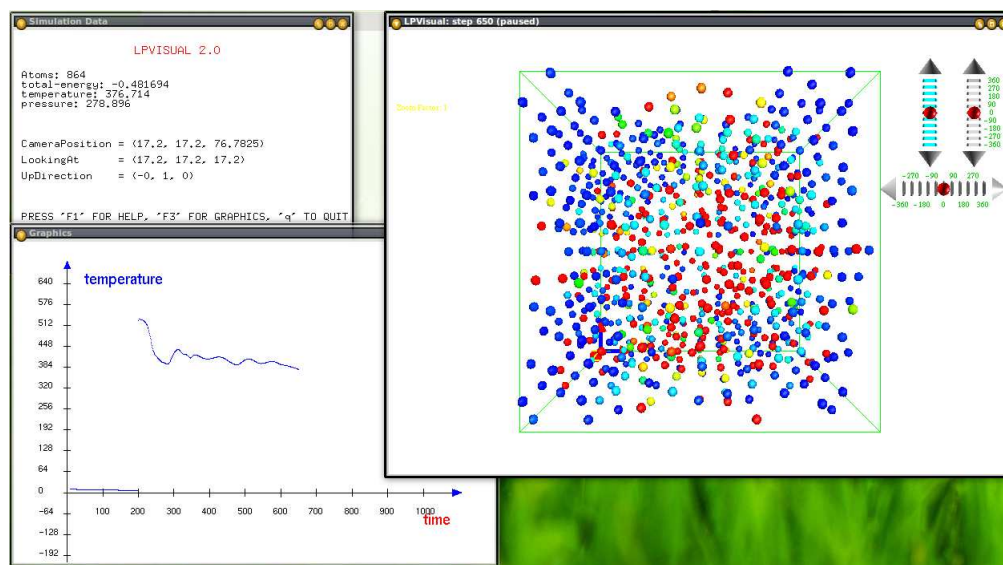 Simulation Data
LPVISUAL 2.0
Atoms: 864
total-energy: -0.481694
temperature: 376.714
pressure: 278.896
CameraPosition = (17.2, 17.2, 76.7825)
LookingAt = (17.2, 17.2, 17.2)
UpDirection = (-0, 1, 0)
PRESS "F1" FOR HELP, "F3" FOR GRAPHICS, "q" TO QUIT
Graphics
temperature
640
576
512
448
384
320
256
192
128
64
0
-64
-128
-192
100 200 300 400 500 600 700 800 900 1000
time
LPVisual: step 650 (paused)
360
270
180
90
0
-90
-180
-270
-360
-270 -90 90 270
-360 -180 0 180 360